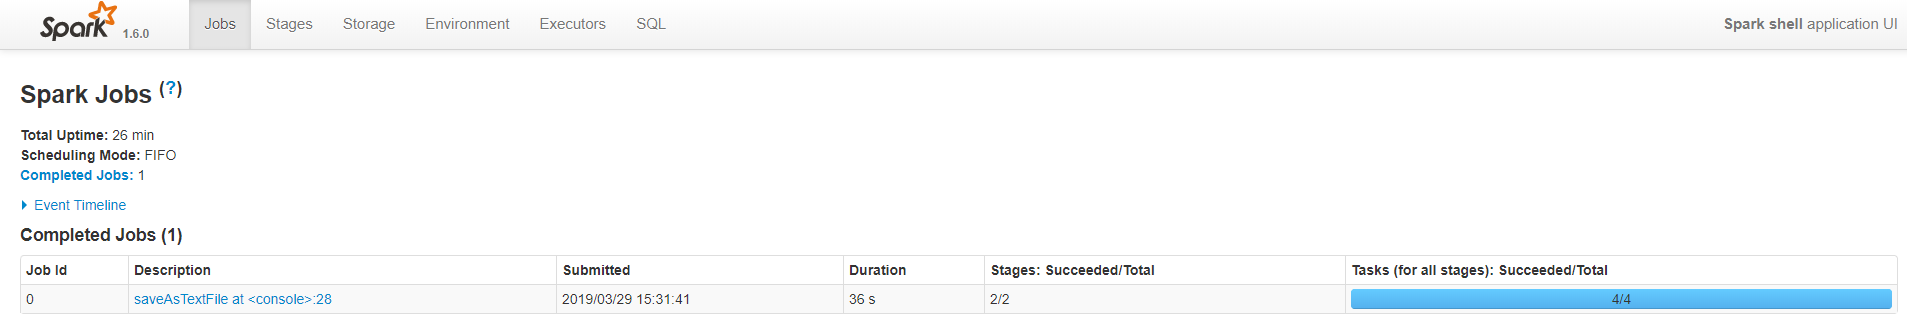 Spark 1.6.0 Jobs Stages Storage Environment Executors SQL Spark shell application UI
Spark Jobs (?)
Total Uptime: 26 min
Scheduling Mode: FIFO
Completed Jobs: 1
Event Timeline
Completed Jobs (1)
Job Id Description Submitted Duration Stages: Succeeded/Total Tasks (for all stages): Succeeded/Total
0 saveAsTextFile at <console>:28 2019/03/29 15:31:41 36 s 2/2 4/4